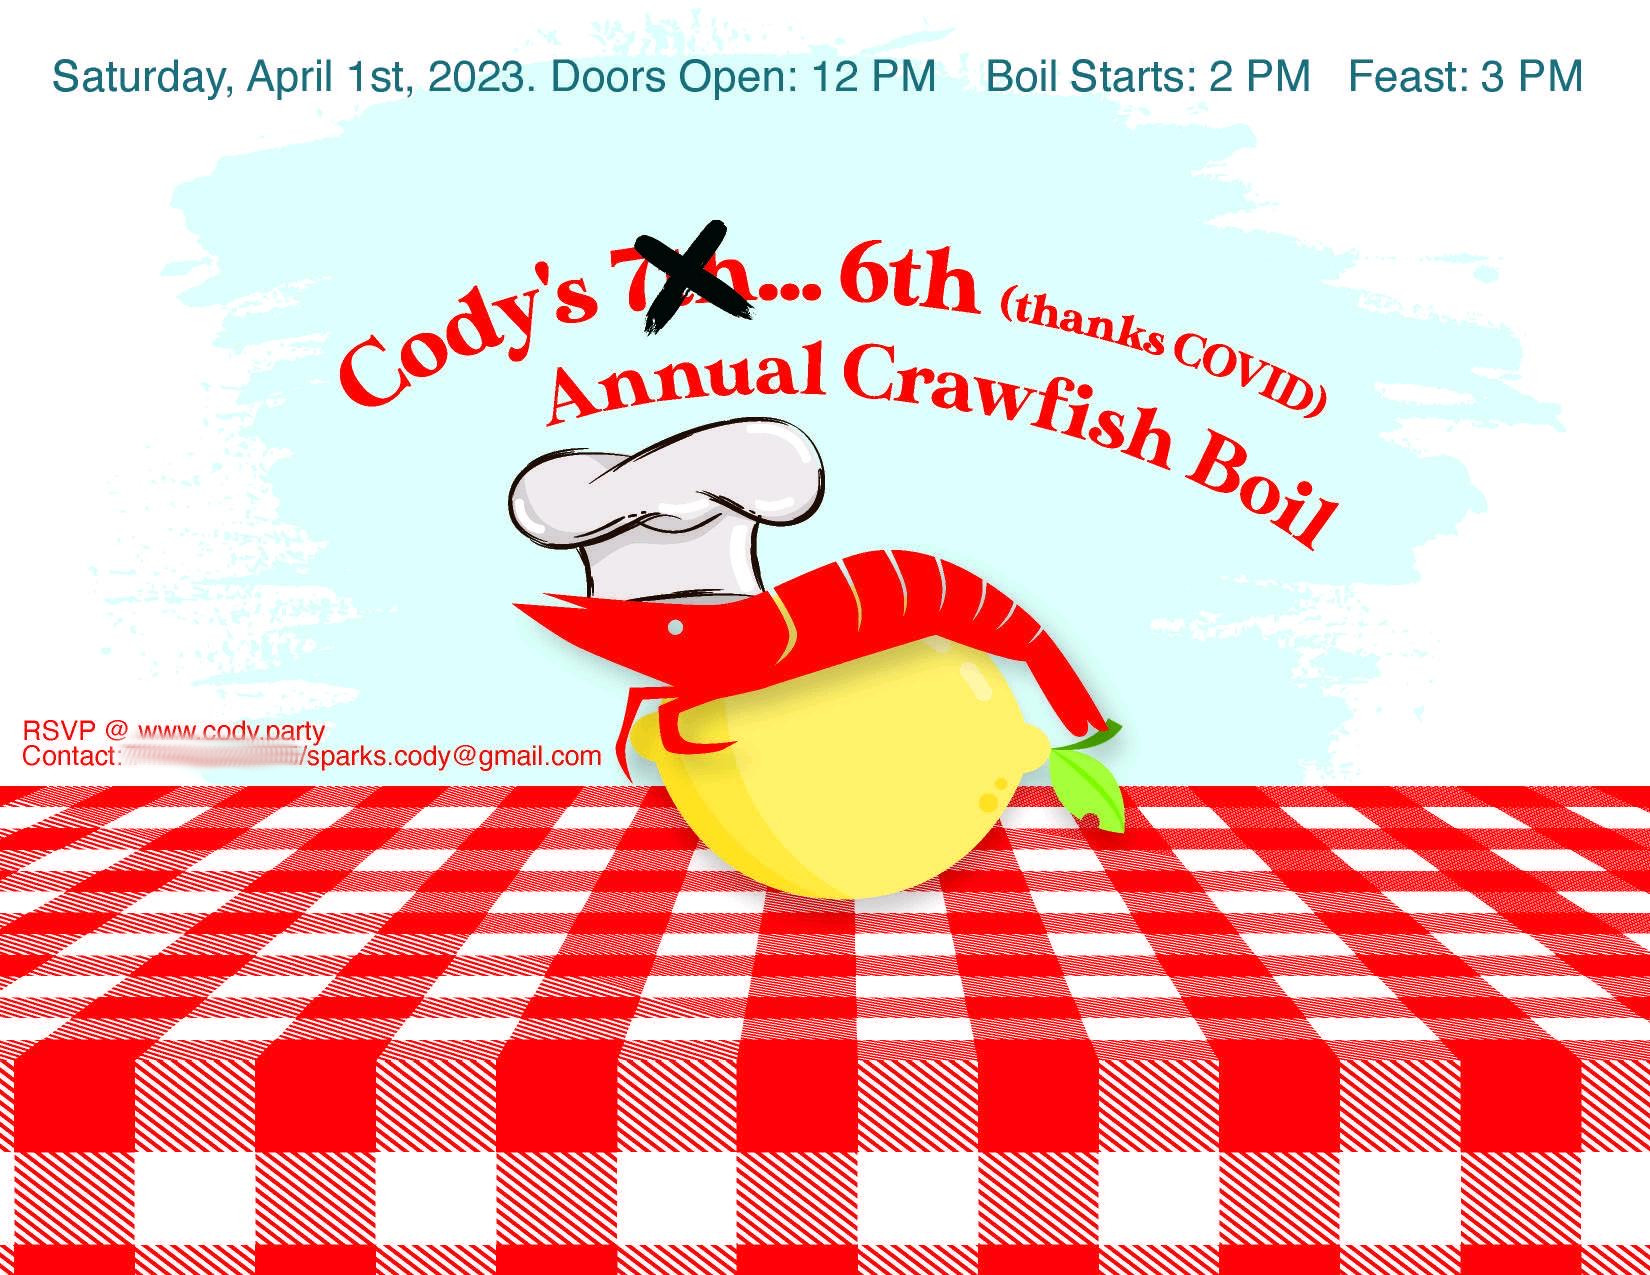 Saturday, April 1st, 2023. Doors Open: 12 PM Boil Starts: 2 PM Feast: 3 PM
Cody's 7th... 6th (thanks COVID)
Annual Crawfish Boil
RSVP @ www.cody.party
Contact: /sparks.cody@gmail.com